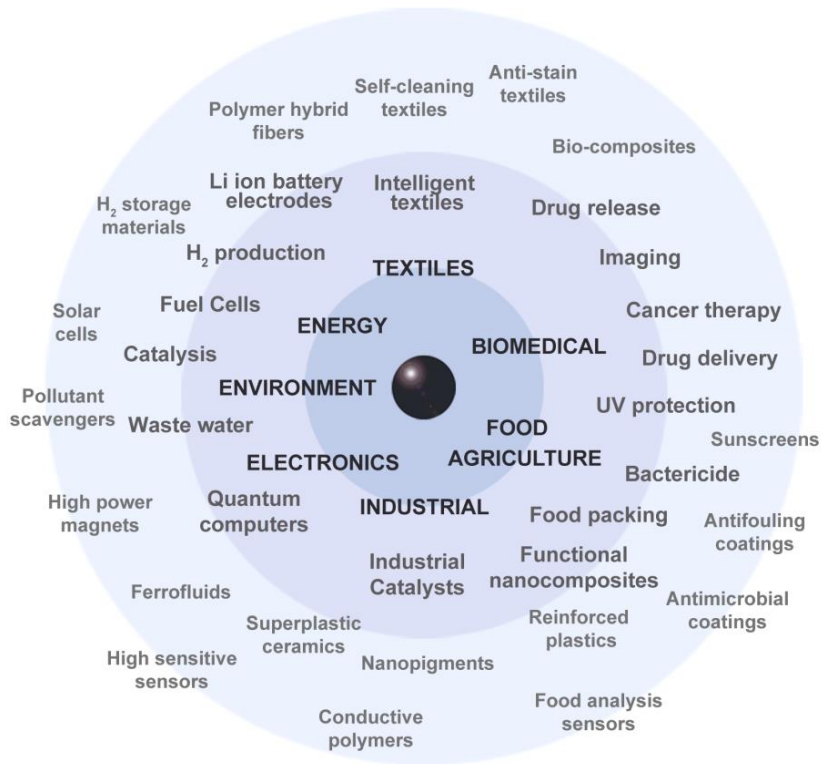 Self-cleaning
textiles
Anti-stain
textiles
Polymer hybrid
fibers
Bio-composites
Li ion battery
electrodes
Intelligent
textiles
H₂ storage
materials
Drug release
H₂ production
Imaging
TEXTILES
Solar
cells
Fuel Cells
ENERGY
Cancer therapy
Catalysis
BIOMEDICAL
Drug delivery
ENVIRONMENT
Pollutant
scavengers
Waste water
UV protection
FOOD
AGRICULTURE
Sunscreens
ELECTRONICS
Bactericide
High power
magnets
Quantum
computers
INDUSTRIAL
Food packing
Antifouling
coatings
Industrial
Catalysts
Functional
nanocomposites
Ferrofluids
Antimicrobial
coatings
Superplastic
ceramics
Reinforced
plastics
High sensitive
sensors
Nanopigments
Conductive
polymers
Food analysis
sensors